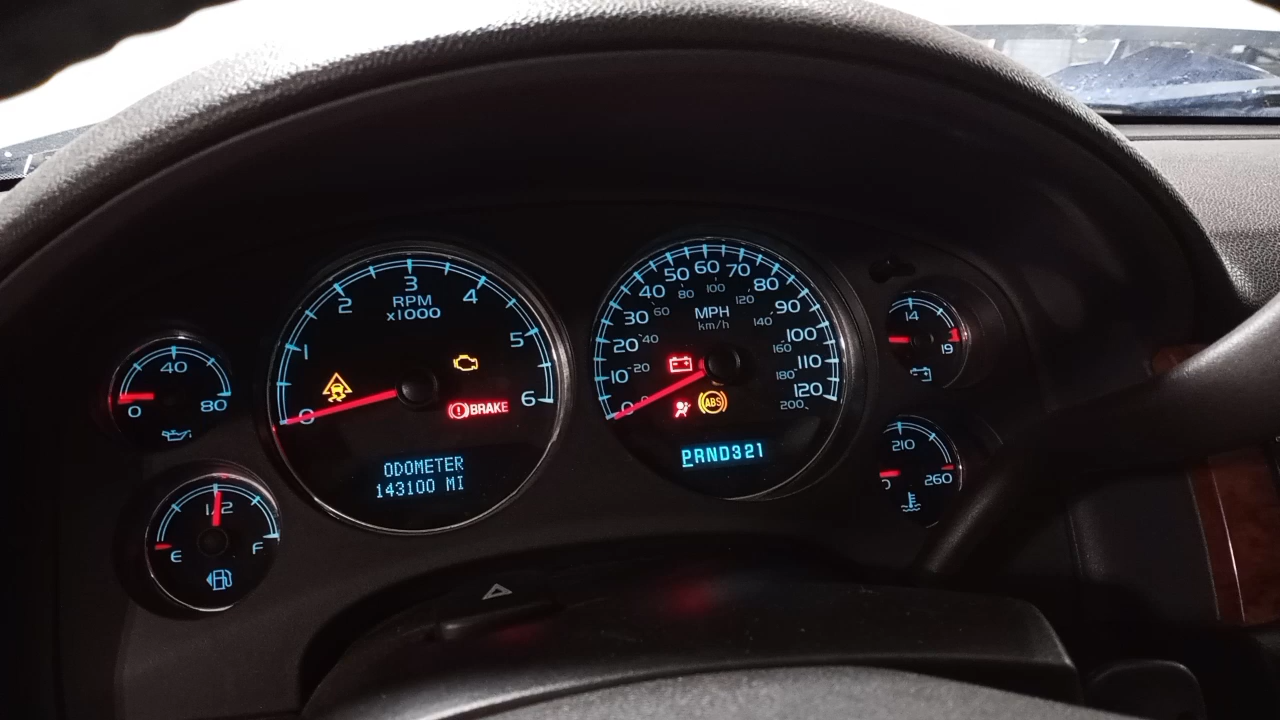 0 40 80
E 1/2 F
0 1 2 3 4 5 6
RPM
x1000
BRAKE
ODOMETER
143100 MI
0 10 20 30 40 50 60 70 80 90 100 110 120
20 40 60 80 100 120 140 160 180 200
MPH
km/h
ABS
PRND321
14 19
210 260